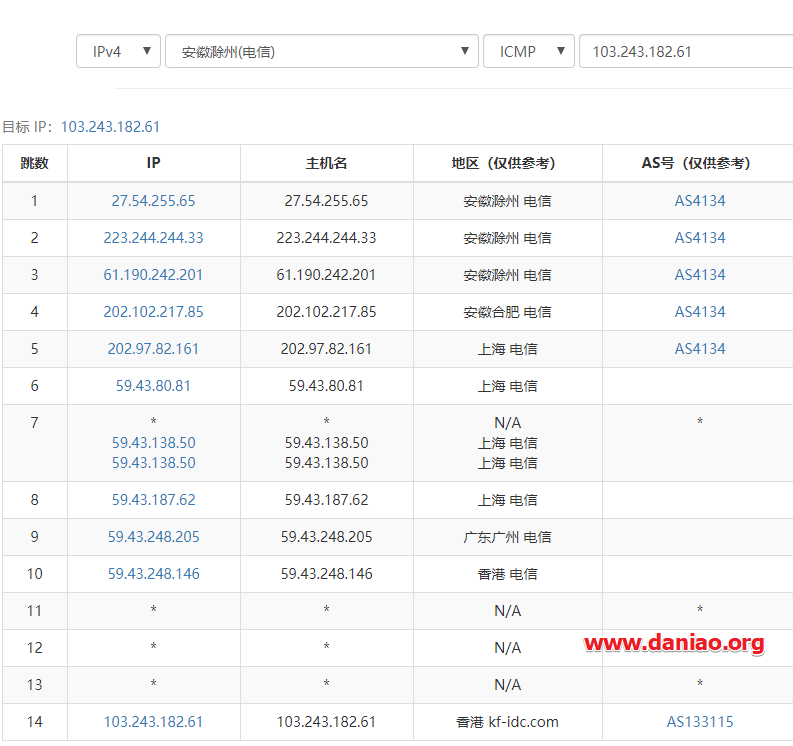 IPv4 ▼ 安徽滁州(电信) ▼ ICMP ▼ 103.243.182.61
目标 IP：103.243.182.61
跳数 IP 主机名 地区（仅供参考） AS号（仅供参考）
1 27.54.255.65 27.54.255.65 安徽滁州 电信 AS4134
2 223.244.244.33 223.244.244.33 安徽滁州 电信 AS4134
3 61.190.242.201 61.190.242.201 安徽滁州 电信 AS4134
4 202.102.217.85 202.102.217.85 安徽合肥 电信 AS4134
5 202.97.82.161 202.97.82.161 上海 电信 AS4134
6 59.43.80.81 59.43.80.81 上海 电信
7 * * N/A *
59.43.138.50 59.43.138.50 上海 电信
59.43.138.50 59.43.138.50 上海 电信
8 59.43.187.62 59.43.187.62 上海 电信
9 59.43.248.205 59.43.248.205 广东广州 电信
10 59.43.248.146 59.43.248.146 香港 电信
11 * * N/A *
12 * * N/A
www.daniao.org
13 * * N/A *
14 103.243.182.61 103.243.182.61 香港 kf-idc.com AS133115